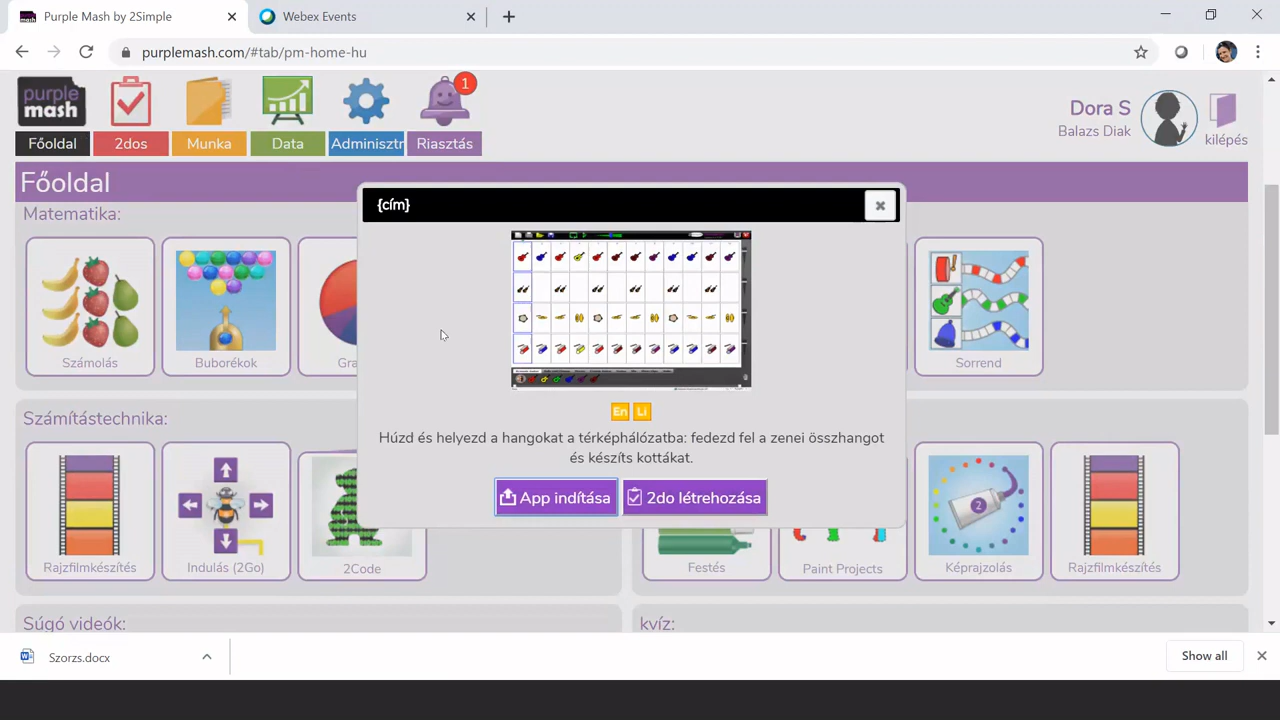 Purple Mash by 2Simple
Webex Events
purplemash.com/#tab/pm-home-hu
purple mash
1
Főoldal
2dos
Munka
Data
Adminisztr
Riasztás
Dora S
Balazs Diak
kilépés
Főoldal
Matematika:
{cím}
Számolás
Buborékok
Gra
Sorrend
En Li
Húzd és helyezd a hangokat a térképhálózatba: fedezd fel a zenei összhangot
és készíts kottákat.
App indítása
2do létrehozása
Számítástechnika:
2
Rajzfilmkészítés
Indulás (2Go)
2Code
Festés
Paint Projects
Képrajzolás
Rajzfilmkészítés
Súgó videók:
kvíz:
Szorzs.docx
Show all